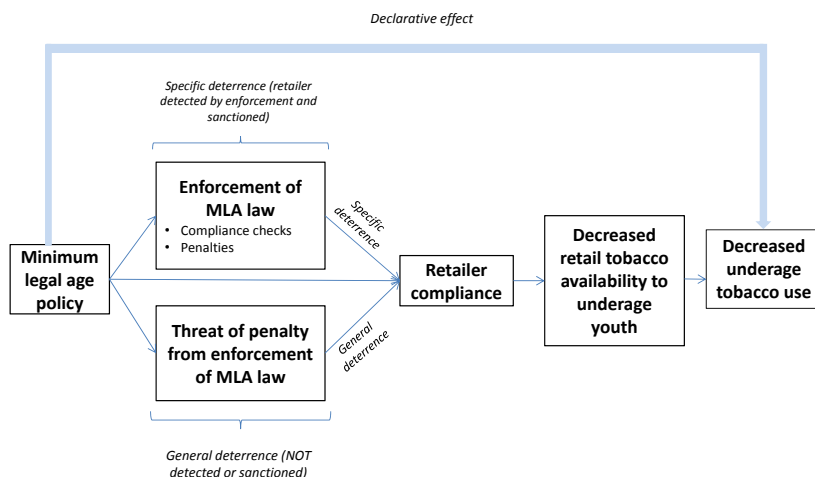 Declarative effect
Specific deterrence (retailer
detected by enforcement and
sanctioned)
Enforcement of
MLA law
• Compliance checks
• Penalties
Specific
deterrence
Minimum
legal age
policy
Retailer
compliance
Decreased
retail tobacco
availability to
underage
youth
Decreased
underage
tobacco use
Threat of penalty
from enforcement
of MLA law
General
deterrence
General deterrence (NOT
detected or sanctioned)